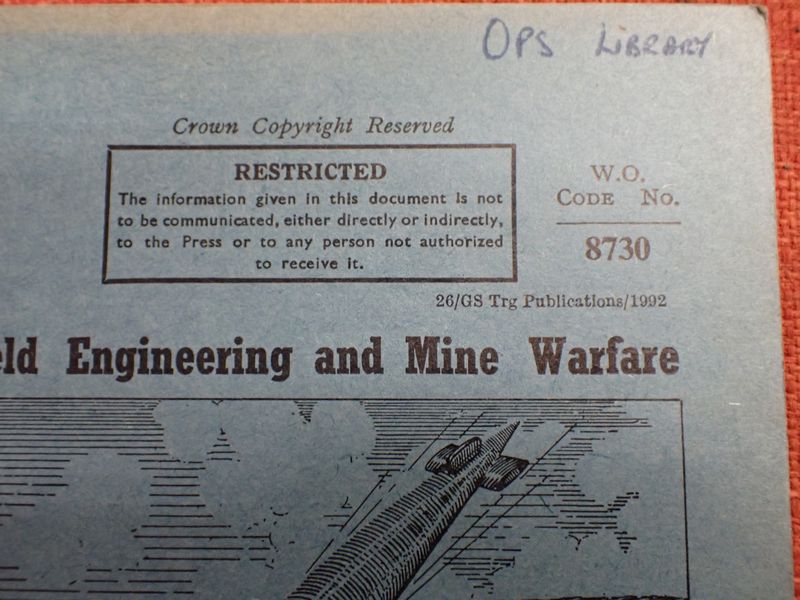 OPS LIBRARY
Crown Copyright Reserved
RESTRICTED
The information given in this document is not
to be communicated, either directly or indirectly,
to the Press or to any person not authorized
to receive it.
W.O.
CODE No.
8730
26/GS Trg Publications/1992
eld Engineering and Mine Warfare